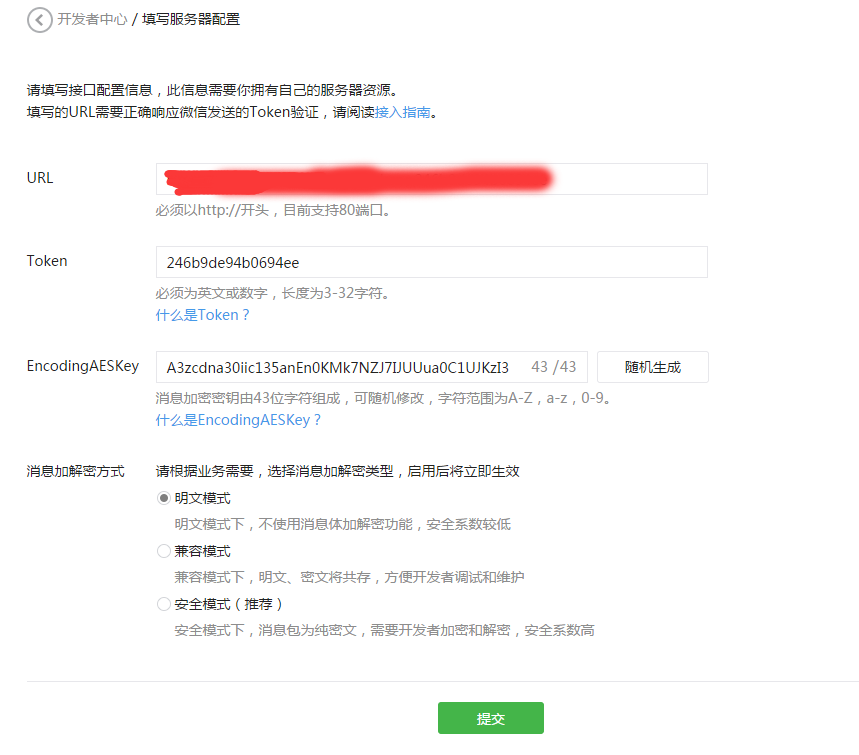 开发者中心 / 填写服务器配置
请填写接口配置信息，此信息需要你拥有自己的服务器资源。
填写的URL需要正确响应微信发送的Token验证，请阅读接入指南。
URL
必须以http://开头，目前支持80端口。
Token 246b9de94b0694ee
必须为英文或数字，长度为3-32字符。
什么是Token？
EncodingAESKey A3zcdna30iic135anEn0KMk7NZJ7IJUUua0C1UJKzI3 43 /43 随机生成
消息加密密钥由43位字符组成，可随机修改，字符范围为A-Z，a-z，0-9。
什么是EncodingAESKey？
消息加解密方式 请根据业务需要，选择消息加解密类型，启用后将立即生效
明文模式
明文模式下，不使用消息体加解密功能，安全系数较低
兼容模式
兼容模式下，明文、密文将共存，方便开发者调试和维护
安全模式（推荐）
安全模式下，消息包为纯密文，需要开发者加密和解密，安全系数高
提交